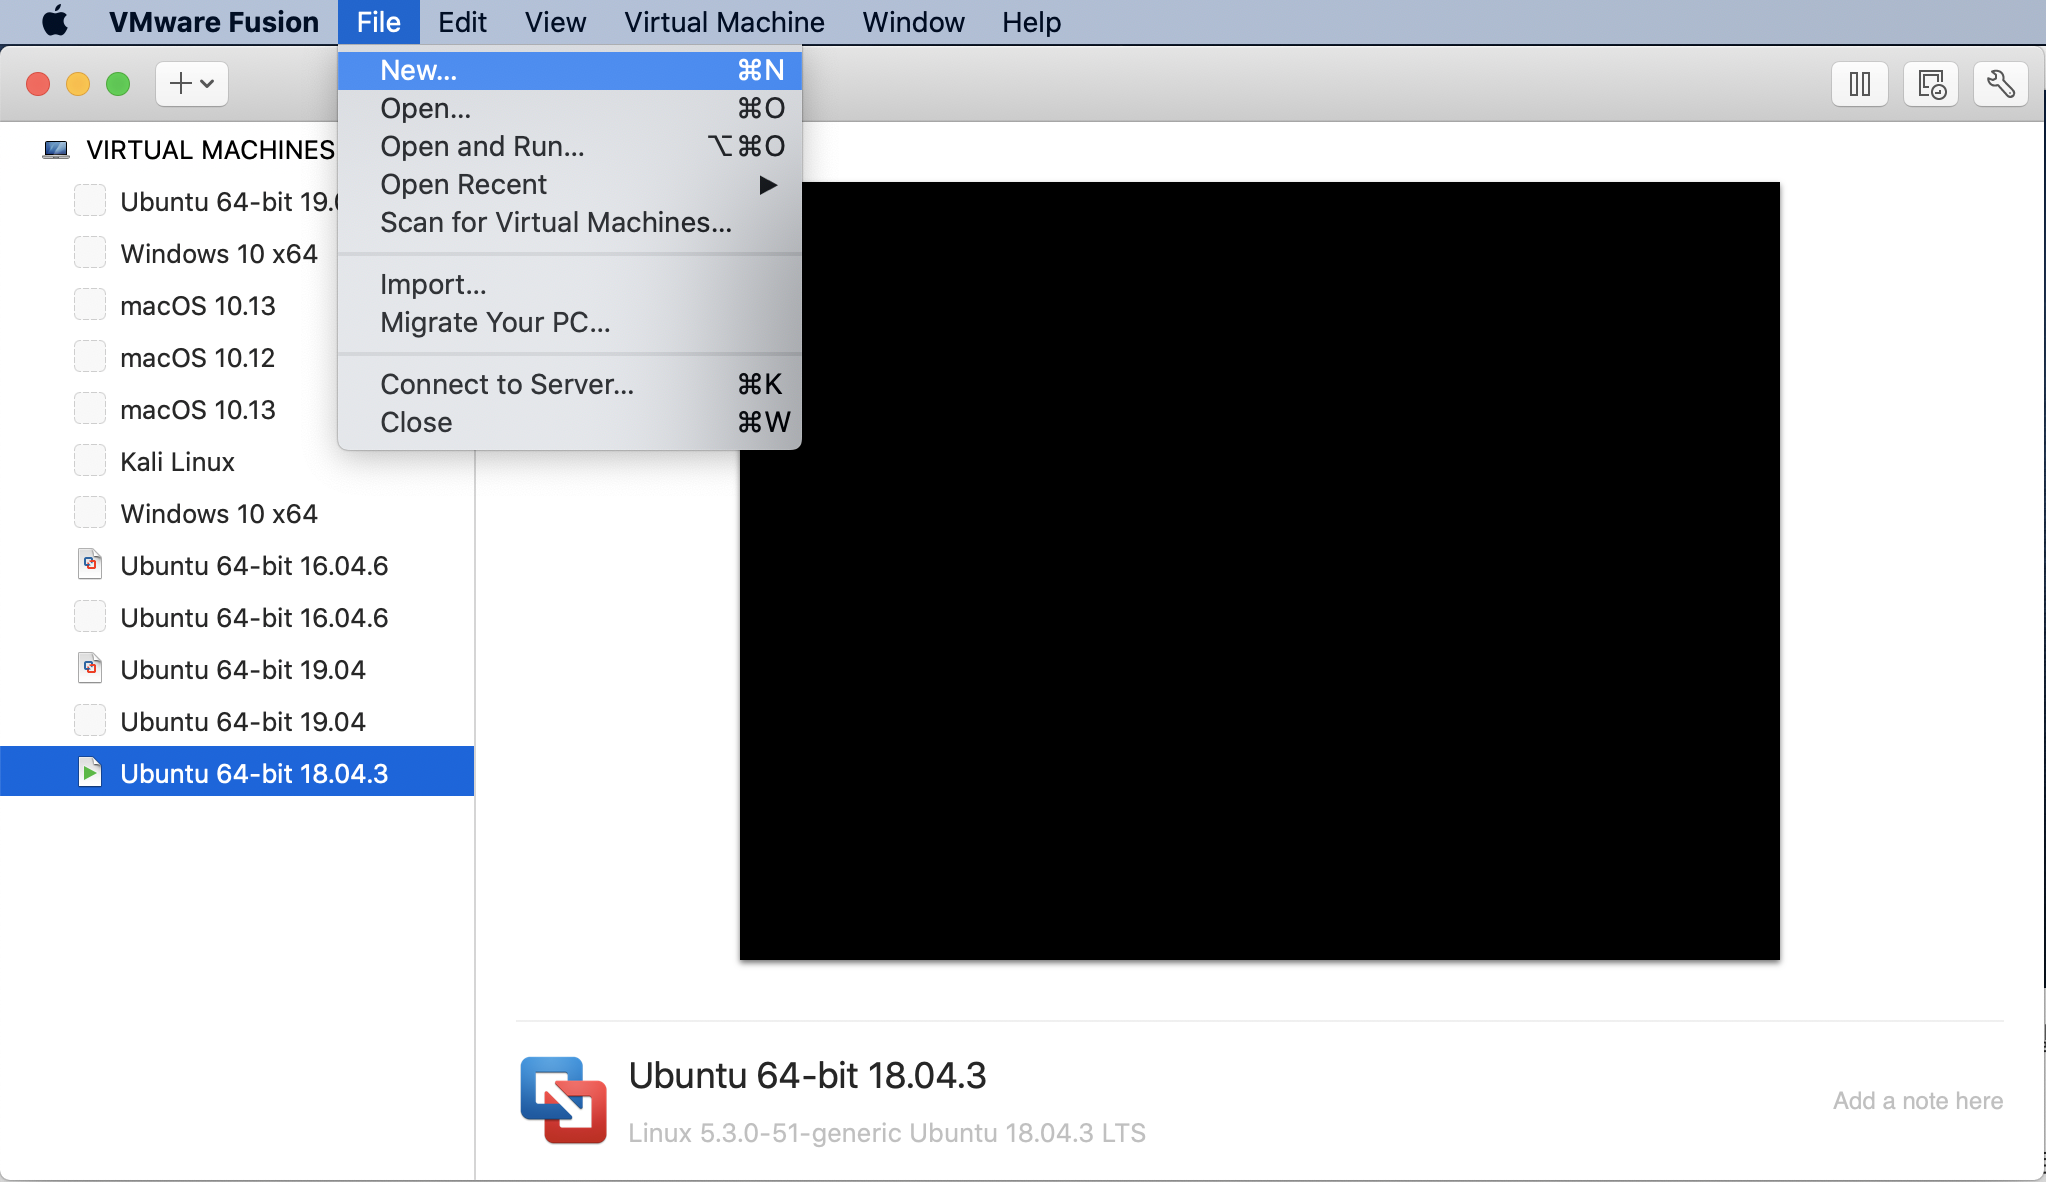 VMware Fusion File Edit View Virtual Machine Window Help
New... ⌘N
Open... ⌘O
Open and Run... ⌥⌘O
Open Recent ▶
Scan for Virtual Machines...
Import...
Migrate Your PC...
Connect to Server... ⌘K
Close ⌘W
VIRTUAL MACHINES
Ubuntu 64-bit 19.
Windows 10 x64
macOS 10.13
macOS 10.12
macOS 10.13
Kali Linux
Windows 10 x64
Ubuntu 64-bit 16.04.6
Ubuntu 64-bit 16.04.6
Ubuntu 64-bit 19.04
Ubuntu 64-bit 19.04
Ubuntu 64-bit 18.04.3
Ubuntu 64-bit 18.04.3
Linux 5.3.0-51-generic Ubuntu 18.04.3 LTS
Add a note here